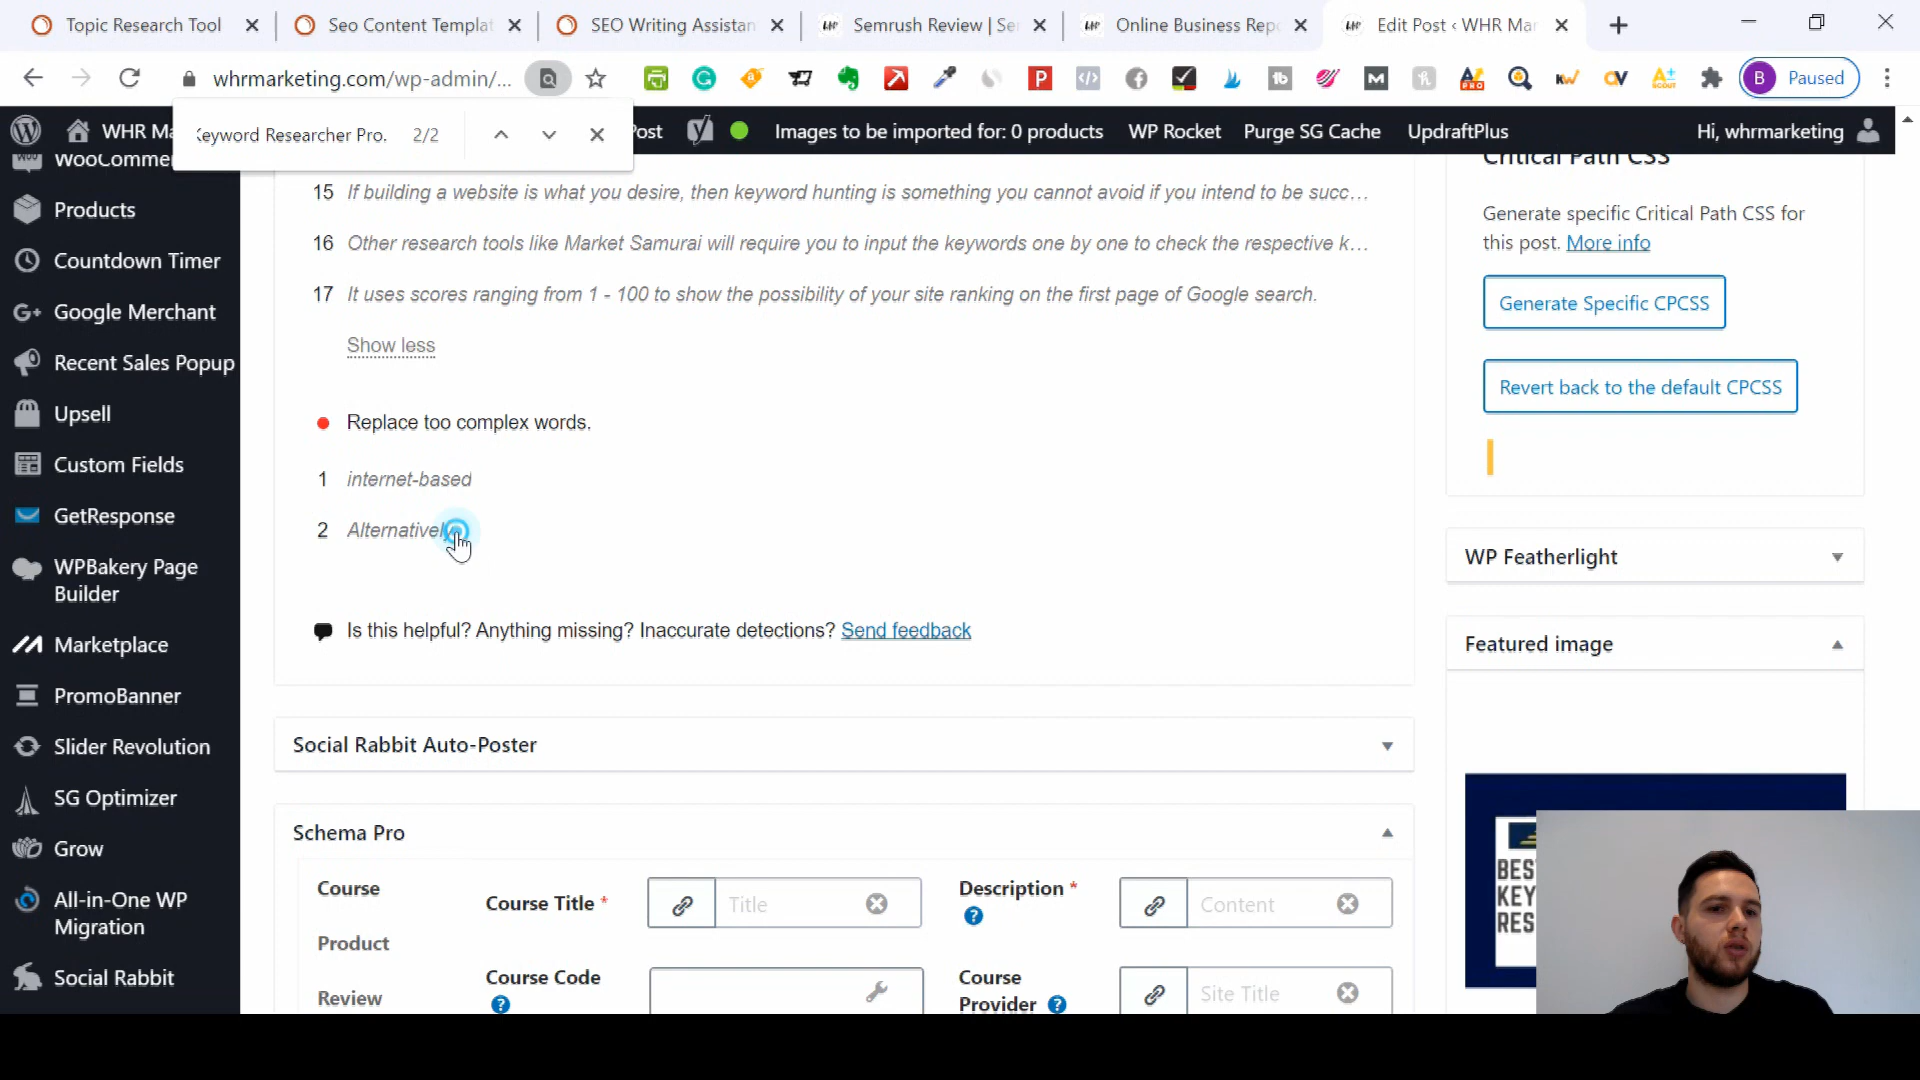 Topic Research Tool
Seo Content Templat
SEO Writing Assistan
Semrush Review | Se
Online Business Rep
Edit Post ‹ WHR Mar
whrmarketing.com/wp-admin/...
B Paused
WHR Ma
Keyword Researcher Pro. 2/2
Post
Images to be imported for: 0 products
WP Rocket
Purge SG Cache
UpdraftPlus
Hi, whrmarketing
WooComme
Products
Countdown Timer
Google Merchant
Recent Sales Popup
Upsell
Custom Fields
GetResponse
WPBakery Page
Builder
Marketplace
PromoBanner
Slider Revolution
SG Optimizer
Grow
All-in-One WP
Migration
Social Rabbit
15 If building a website is what you desire, then keyword hunting is something you cannot avoid if you intend to be succ...
16 Other research tools like Market Samurai will require you to input the keywords one by one to check the respective k...
17 It uses scores ranging from 1 - 100 to show the possibility of your site ranking on the first page of Google search.
Show less
Replace too complex words.
1 internet-based
2 Alternatively
Is this helpful? Anything missing? Inaccurate detections? Send feedback
Social Rabbit Auto-Poster
Schema Pro
Course
Product
Review
Course Title *
Title
Description *
Content
Course Code
Course
Provider
Site Title
Critical Path CSS
Generate specific Critical Path CSS for
this post. More info
Generate Specific CPCSS
Revert back to the default CPCSS
WP Featherlight
Featured image
BES
KEY
RES